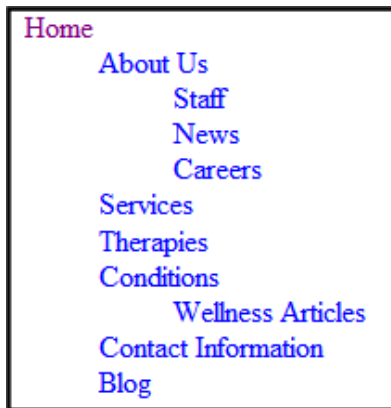 Home
About Us
Staff
News
Careers
Services
Therapies
Conditions
Wellness Articles
Contact Information
Blog